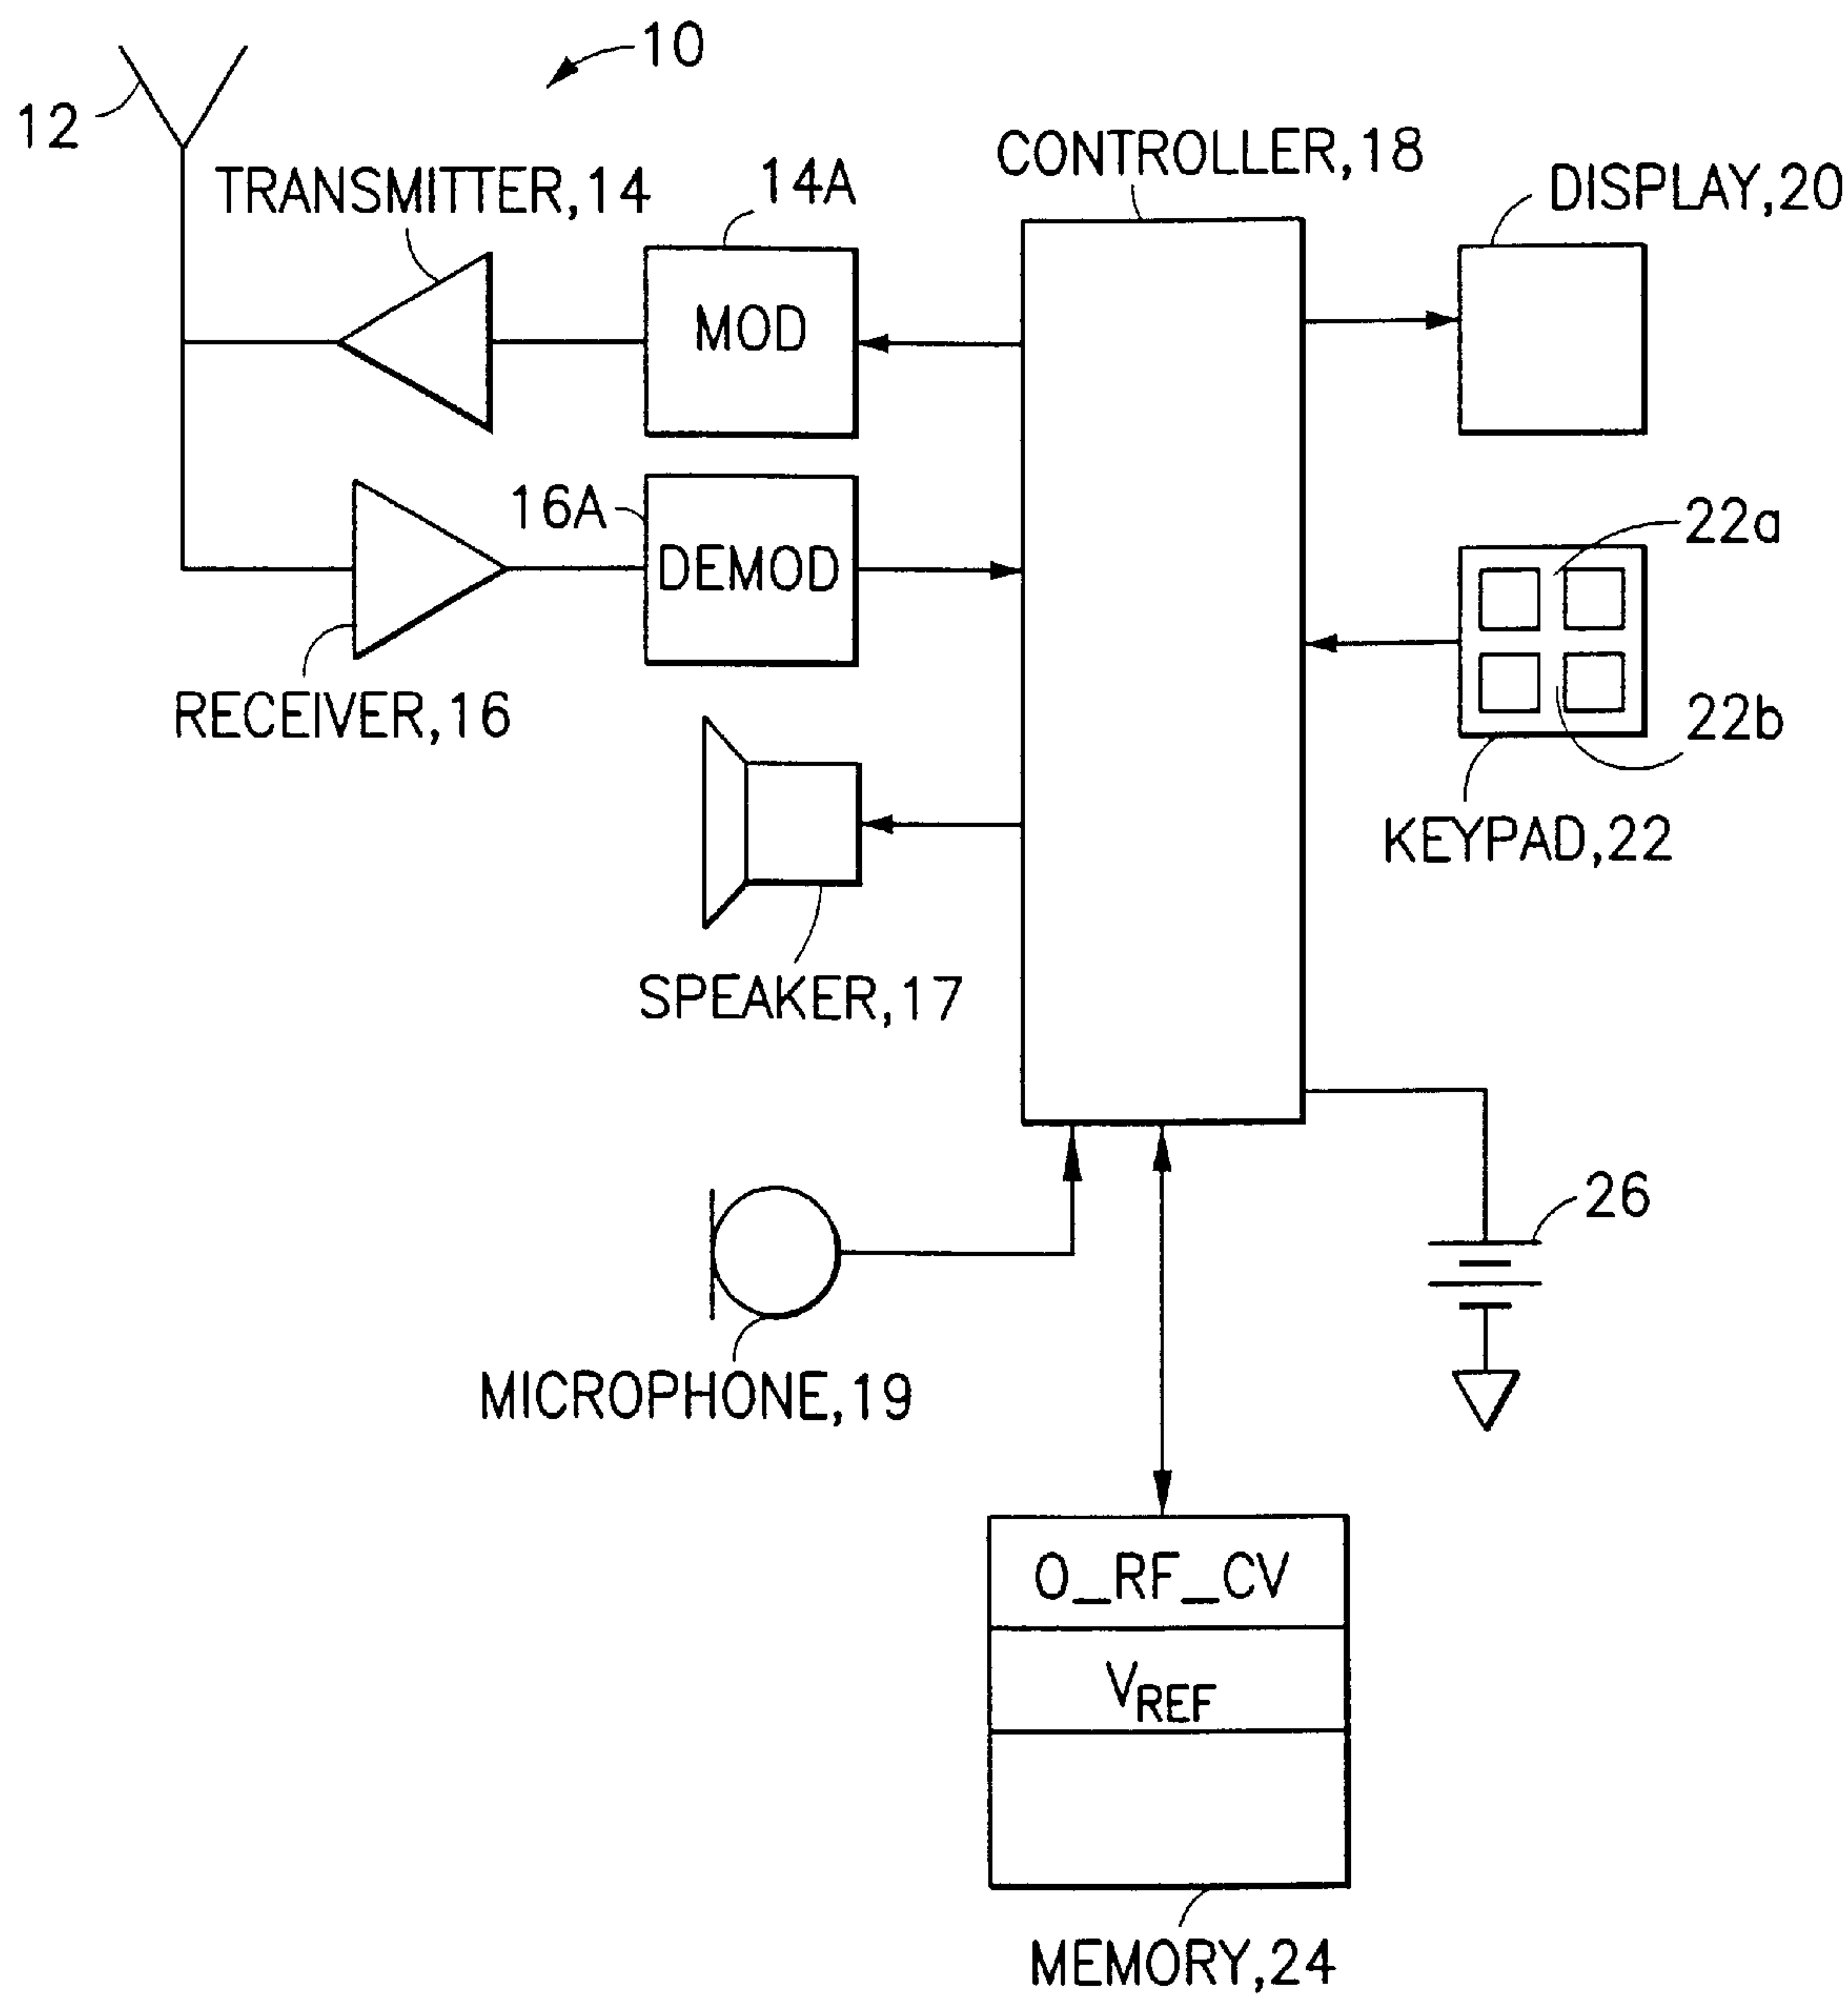 10
12
TRANSMITTER,14
14A
CONTROLLER,18
DISPLAY,20
MOD
16A
DEMOD
22a
RECEIVER,16
22b
KEYPAD,22
SPEAKER,17
26
MICROPHONE,19
O_RF_CV
VREF
MEMORY,24